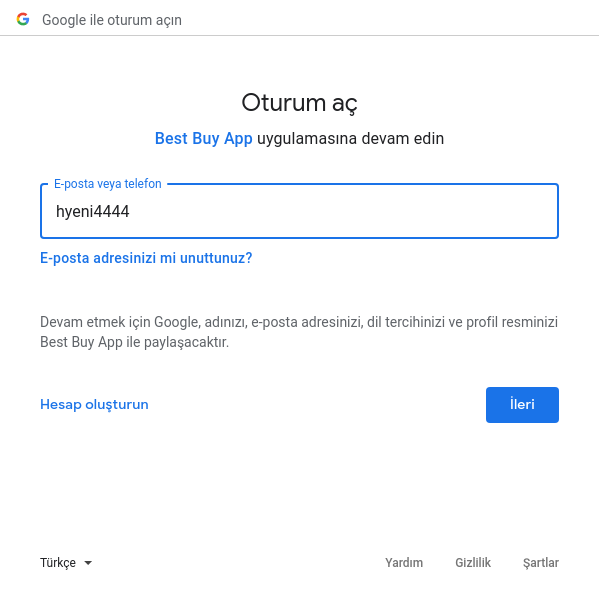 Google ile oturum açın
Oturum aç
Best Buy App uygulamasına devam edin
E-posta veya telefon
hyeni4444
E-posta adresinizi mi unuttunuz?
Devam etmek için Google, adınızı, e-posta adresinizi, dil tercihinizi ve profil resminizi
Best Buy App ile paylaşacaktır.
Hesap oluşturun
İleri
Türkçe
Yardım
Gizlilik
Şartlar